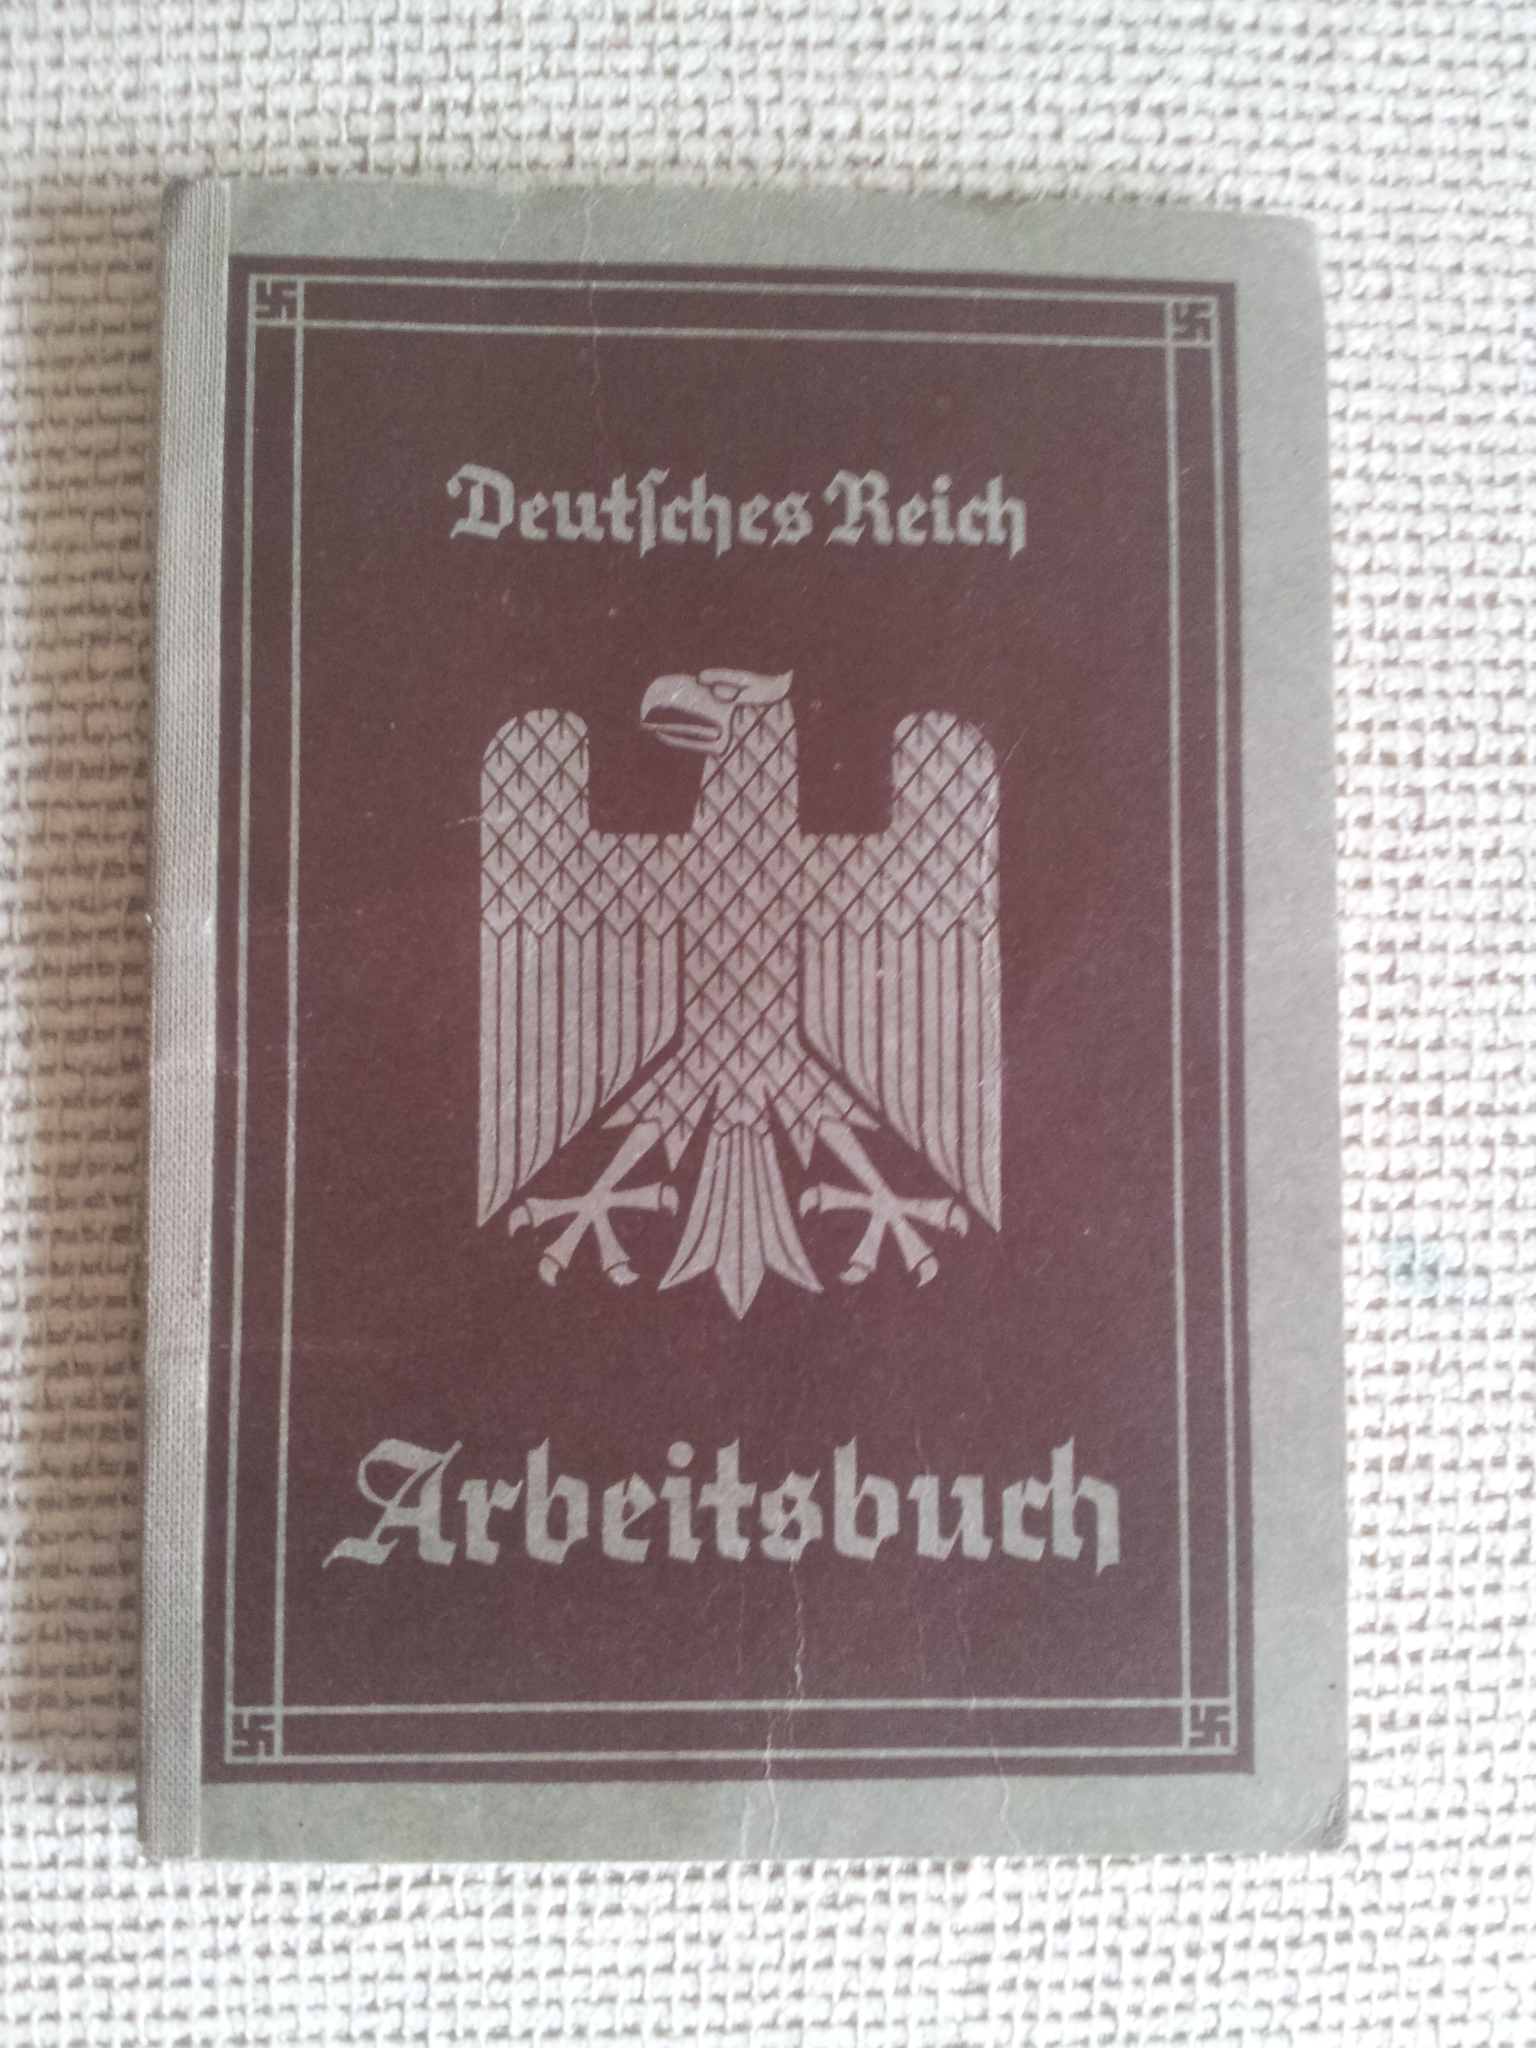 Deutſches Reich
Arbeitsbuch